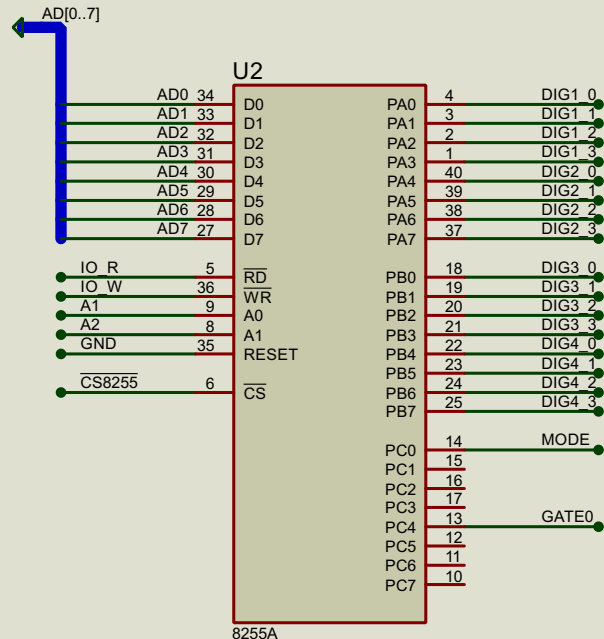 AD[0..7]
U2
AD0 34 D0 PA0 4 DIG1_0
AD1 33 D1 PA1 3 DIG1_1
AD2 32 D2 PA2 2 DIG1_2
AD3 31 D3 PA3 1 DIG1_3
AD4 30 D4 PA4 40 DIG2_0
AD5 29 D5 PA5 39 DIG2_1
AD6 28 D6 PA6 38 DIG2_2
AD7 27 D7 PA7 37 DIG2_3
IO_R 5 RD PB0 18 DIG3_0
IO_W 36 WR PB1 19 DIG3_1
A1 9 A0 PB2 20 DIG3_2
A2 8 A1 PB3 21 DIG3_3
GND 35 RESET PB4 22 DIG4_0
PB5 23 DIG4_1
CS8255 6 CS PB6 24 DIG4_2
PB7 25 DIG4_3
PC0 14 MODE
PC1 15
PC2 16
PC3 17
PC4 13 GATE0
PC5 12
PC6 11
PC7 10
8255A